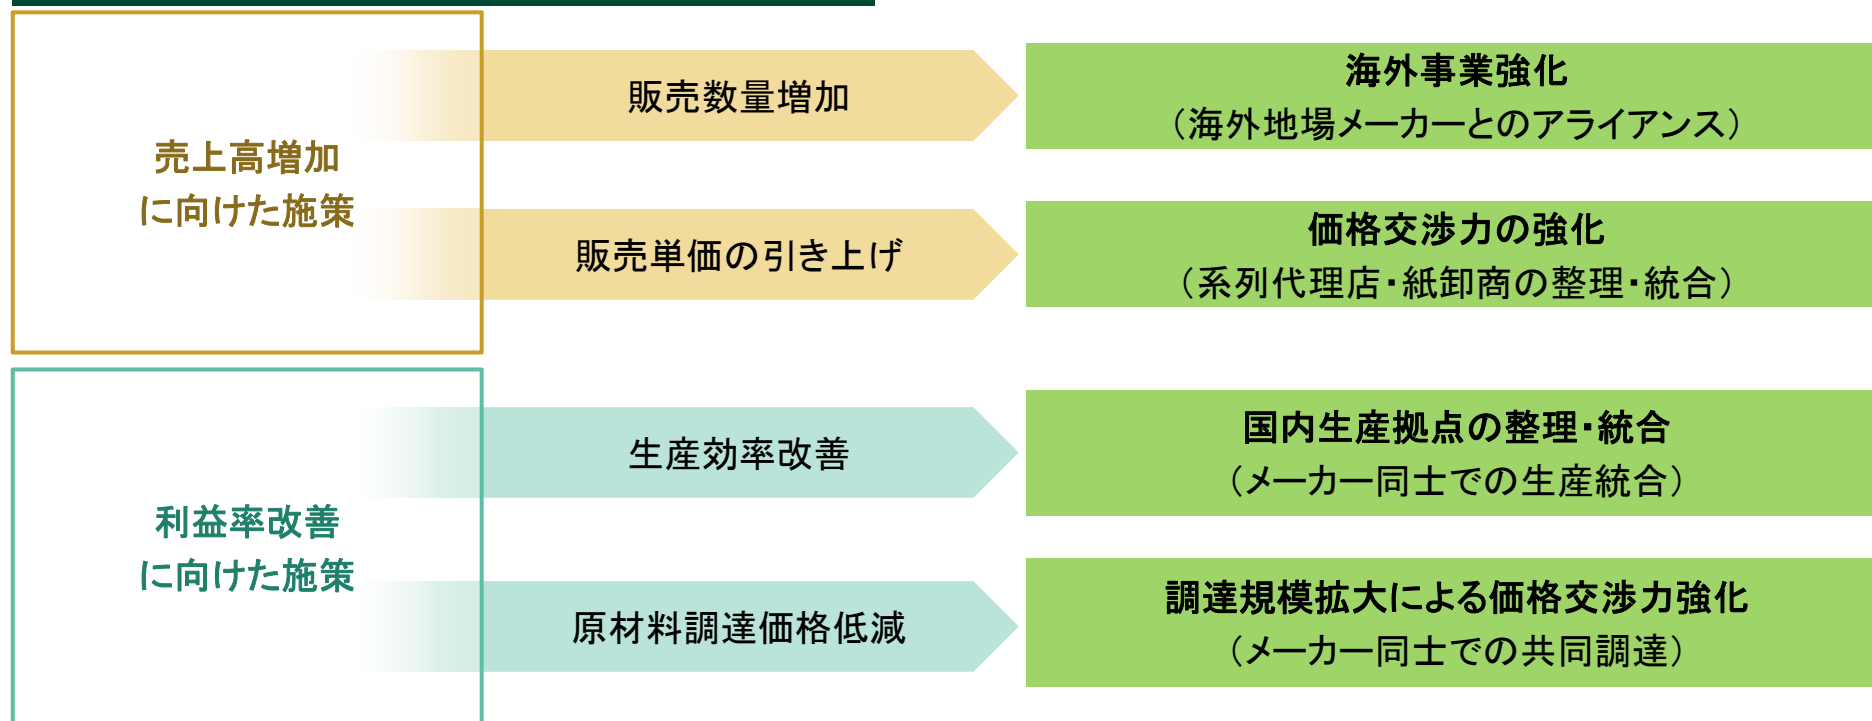 売上高増加
に向けた施策
販売数量増加
海外事業強化
（海外地場メーカーとのアライアンス）
販売単価の引き上げ
価格交渉力の強化
（系列代理店・紙卸商の整理・統合）
利益率改善
に向けた施策
生産効率改善
国内生産拠点の整理・統合
（メーカー同士での生産統合）
原材料調達価格低減
調達規模拡大による価格交渉力強化
（メーカー同士での共同調達）